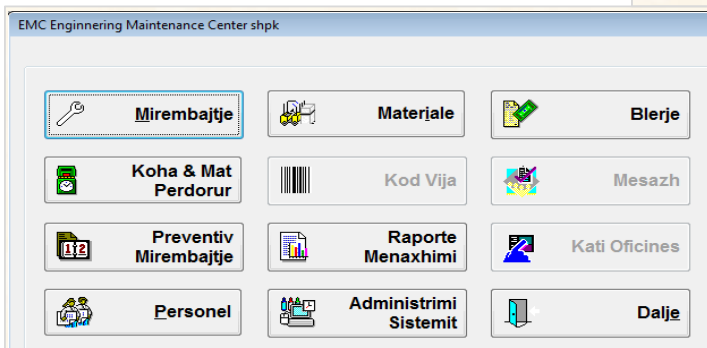 EMC Enginnering Maintenance Center shpk
Mirembajtje
Materiale
Blerje
Koha & Mat
Perdorur
Kod Vija
Mesazh
Preventiv
Mirembajtje
Raporte
Menaxhimi
Kati Oficines
Personel
Administrimi
Sistemit
Dalje